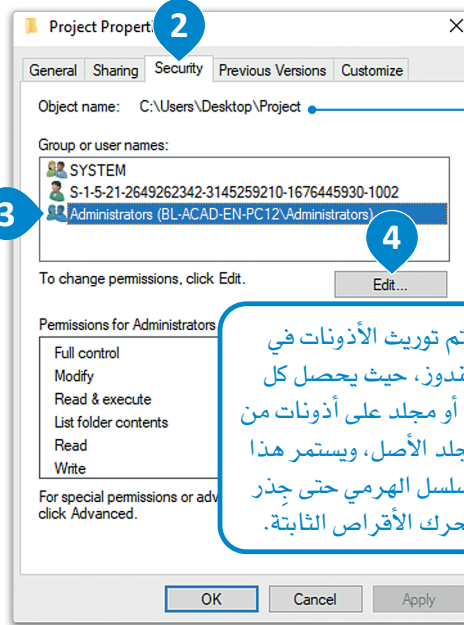 Project Propert
2
General Sharing Security Previous Versions Customize
Object name: C:\Users\Desktop\Project
Group or user names:
SYSTEM
S-1-5-21-2649262342-3145259210-1676445930-1002
3
Administrators (BL-ACAD-EN-PC12\Administrators)
4
To change permissions, click Edit.
Edit...
Permissions for Administrators
Full control
Modify
Read & execute
List folder contents
Read
Write
For special permissions or adv
click Advanced.
تم توريث الأذونات في
ندوز، حيث يحصل كل
أو مجلد على أذونات من
جلد الأصل، ويستمر هذا
سلسل الهرمي حتى جِذر
حرك الأقراص الثابتة.
OK Cancel Apply